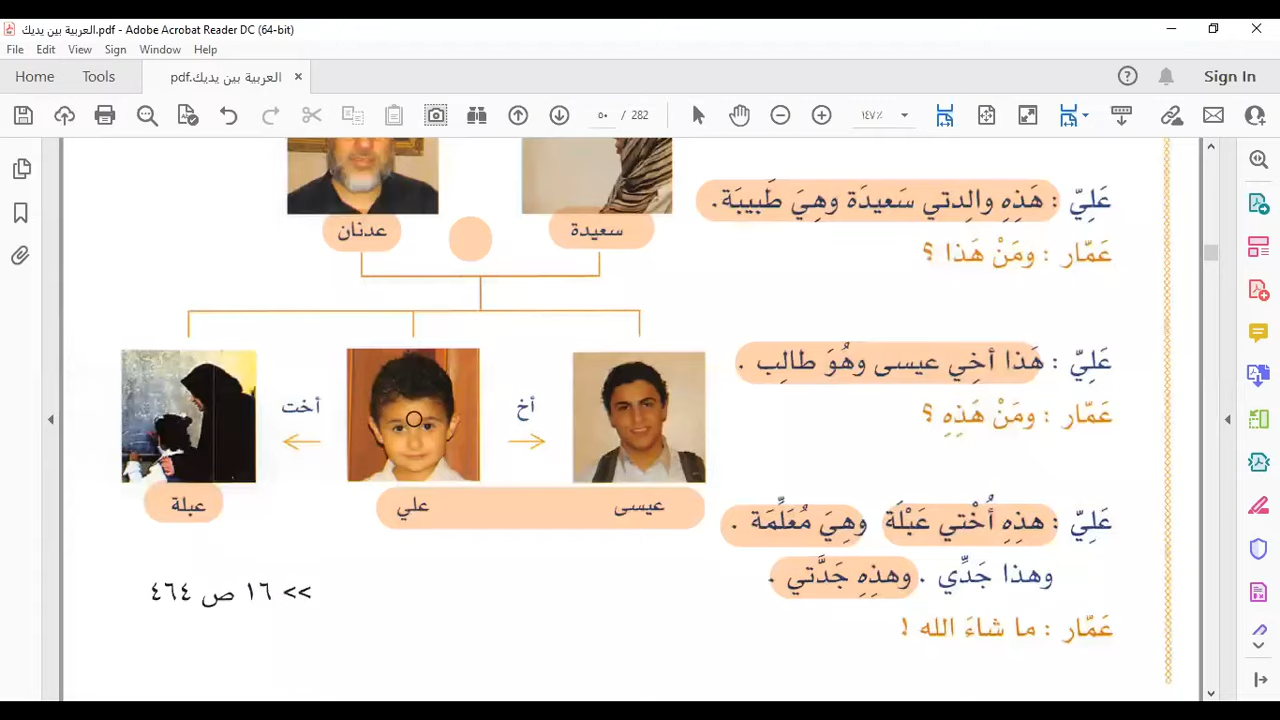 العربية بين يديك.pdf - Adobe Acrobat Reader DC (64-bit)
File Edit View Sign Window Help
Home Tools العربية بين يديك.pdf × Sign In
٥٠ / 282 ١٤٧٪
عَلِيّ : هَذِهِ والِدتي سَعيدَة وهِيَ طَبيبَة.
عَمّار : ومَنْ هَذا ؟
سعيدة عدنان
عَلِيّ : هَذا أخِي عيسى وهُوَ طالِب .
عَمّار : ومَنْ هَذِهِ ؟
أخ أخت
عيسى علي عبلة
عَلِيّ : هذِهِ أُخْتي عَبْلَة وهِيَ مُعَلِّمَة .
وهذا جَدِّي . وهذِهِ جَدَّتي .
عَمّار : ما شاءَ الله !
>> ١٦ ص ٤٦٤